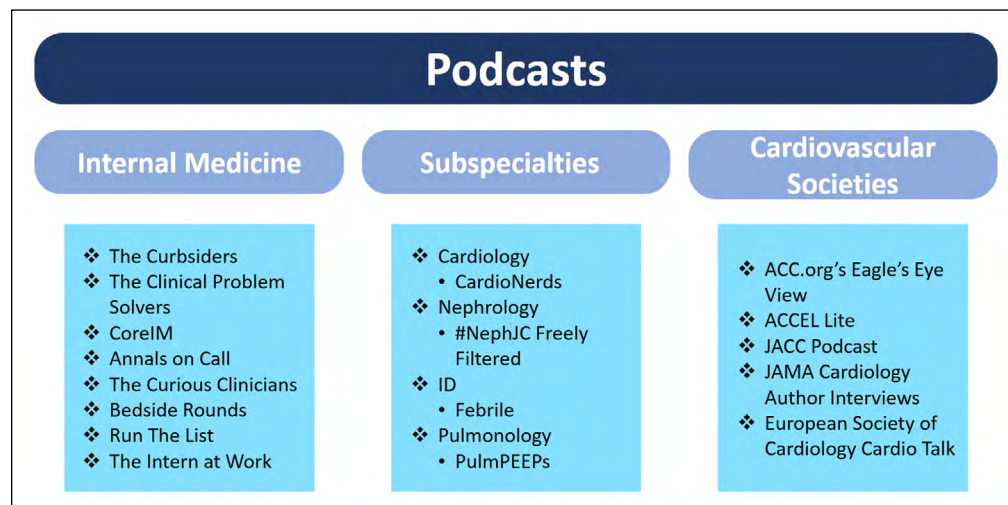 Podcasts
Internal Medicine
Subspecialties
Cardiovascular
Societies
❖ The Curbsiders
❖ The Clinical Problem
Solvers
❖ CoreIM
❖ Annals on Call
❖ The Curious Clinicians
❖ Bedside Rounds
❖ Run The List
❖ The Intern at Work
❖ Cardiology
• CardioNerds
❖ Nephrology
• #NephJC Freely
Filtered
❖ ID
• Febrile
❖ Pulmonology
• PulmPEEPs
❖ ACC.org’s Eagle’s Eye
View
❖ ACCEL Lite
❖ JACC Podcast
❖ JAMA Cardiology
Author Interviews
❖ European Society of
Cardiology Cardio Talk